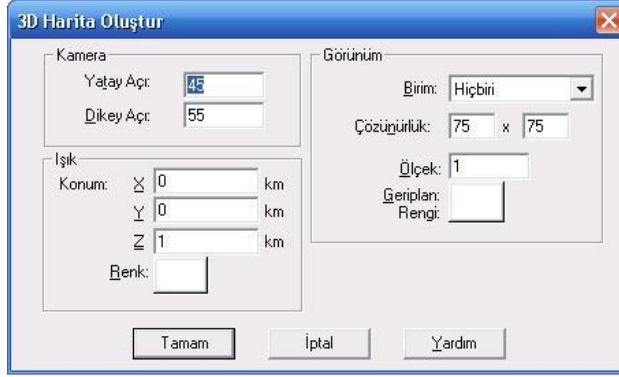 3D Harita Oluştur
Kamera
Yatay Açı: 45
Dikey Açı: 55
Işık
Konum: X 0 km
Y 0 km
Z 1 km
Renk:
Görünüm
Birim: Hiçbiri
Çözünürlük: 75 x 75
Ölçek: 1
Geriplan
Rengi:
Tamam
İptal
Yardım